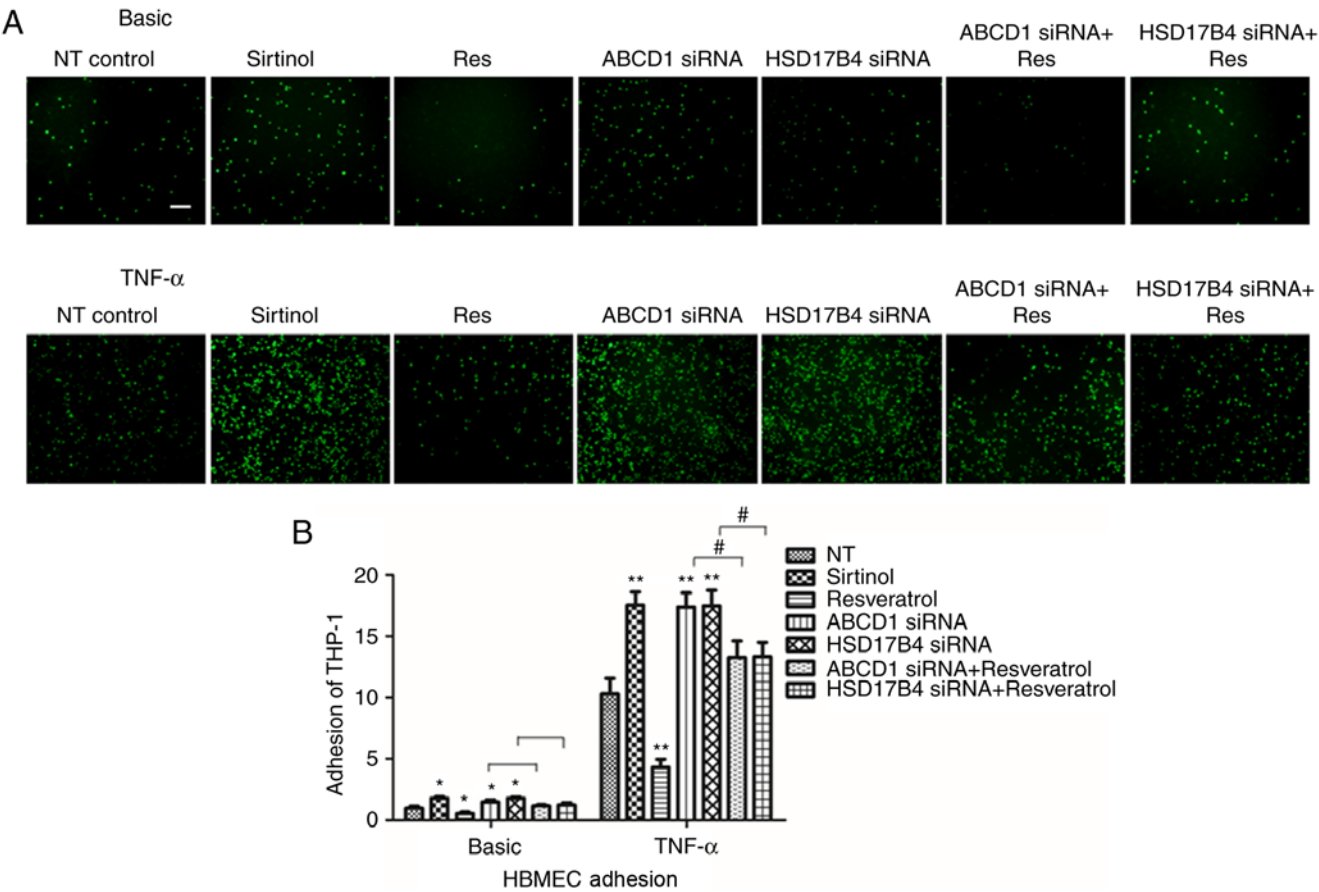 A
Basic
NT control Sirtinol Res ABCD1 siRNA HSD17B4 siRNA ABCD1 siRNA+ Res HSD17B4 siRNA+ Res
TNF-α
NT control Sirtinol Res ABCD1 siRNA HSD17B4 siRNA ABCD1 siRNA+ Res HSD17B4 siRNA+ Res
B
#
#
** ** **
**
* * * *
20
15
10
5
0
Adhesion of THP-1
Basic TNF-α
HBMEC adhesion
NT
Sirtinol
Resveratrol
ABCD1 siRNA
HSD17B4 siRNA
ABCD1 siRNA+Resveratrol
HSD17B4 siRNA+Resveratrol